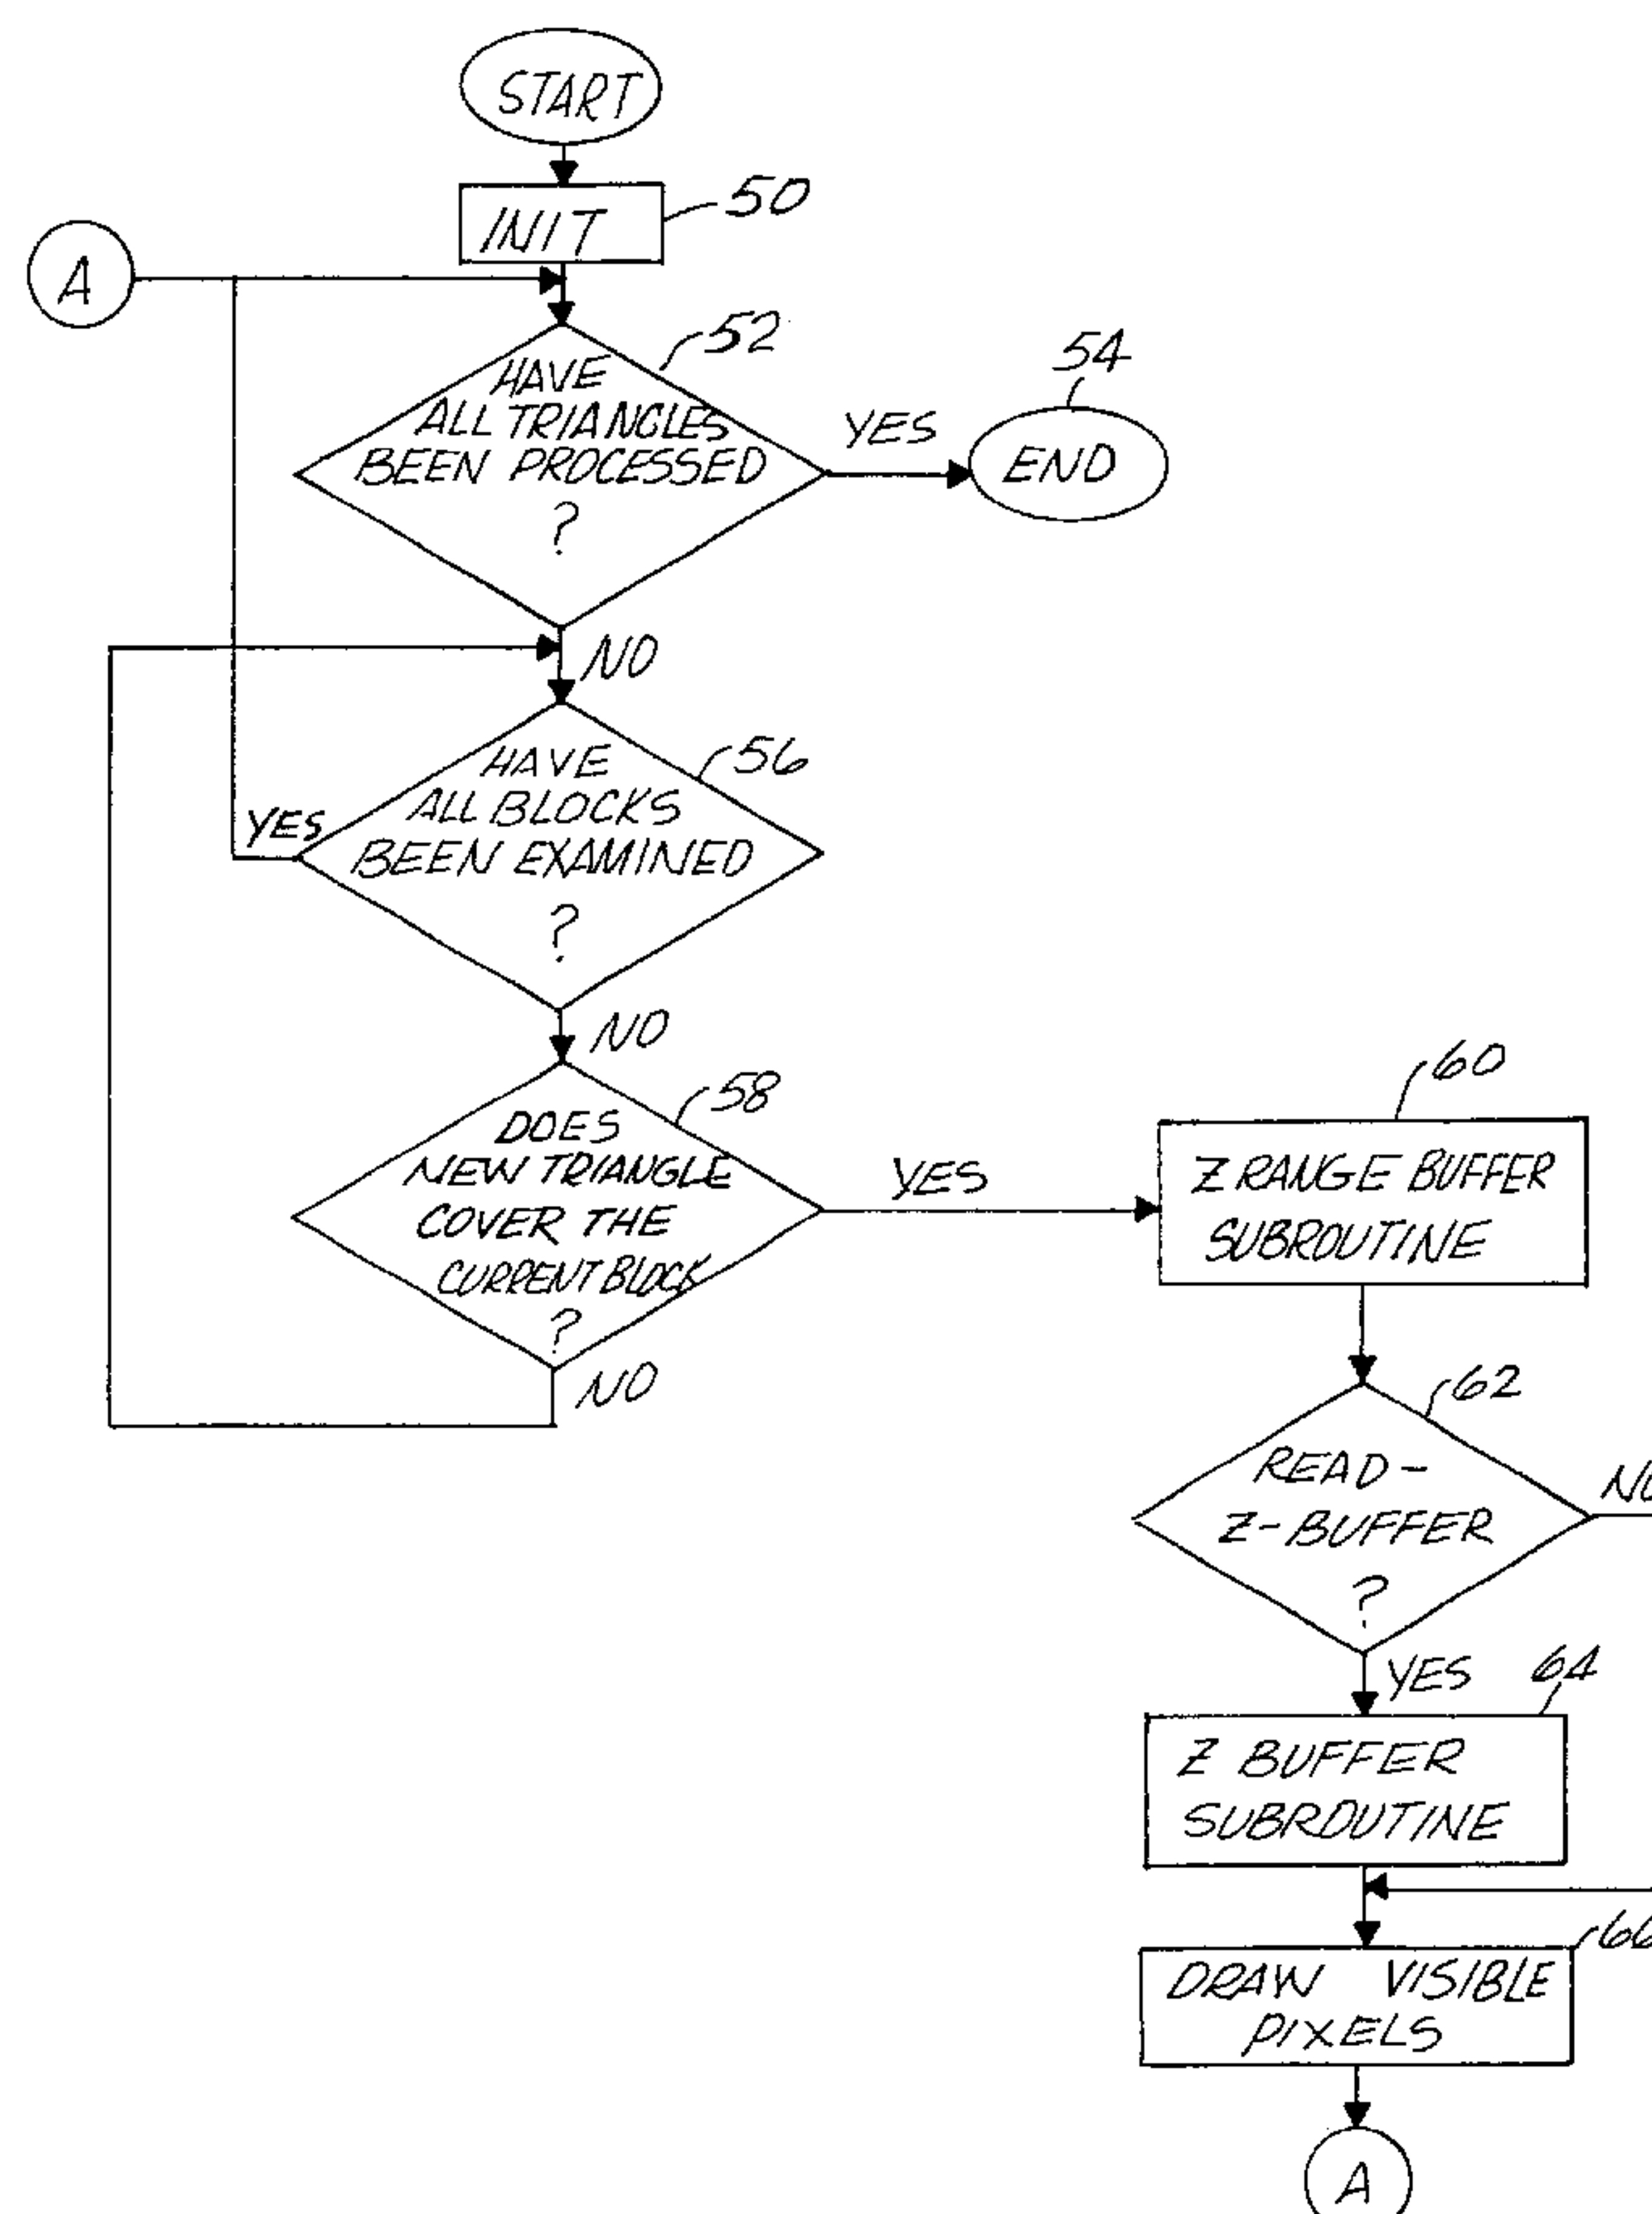 START
INIT
50
A
52
HAVE
ALL TRIANGLES
BEEN PROCESSED
?
YES
54
END
NO
56
HAVE
ALL BLOCKS
BEEN EXAMINED
?
YES
NO
58
DOES
NEW TRIANGLE
COVER THE
CURRENT BLOCK
?
YES
NO
60
Z RANGE BUFFER
SUBROUTINE
62
READ-
Z-BUFFER
?
NO
YES
64
Z BUFFER
SUBROUTINE
66
DRAW VISIBLE
PIXELS
A